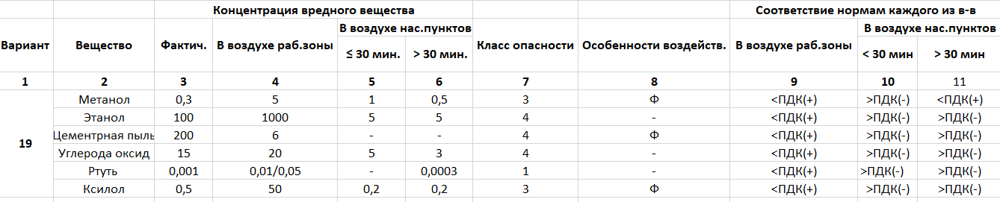 Концентрация вредного вещества Соответствие нормам каждого из в-в
В воздухе нас.пунктов В воздухе нас.пунктов
Вариант Вещество Фактич. В воздухе раб.зоны ≤ 30 мин. > 30 мин. Класс опасности Особенности воздейств. В воздухе раб.зоны < 30 мин > 30 мин
1 2 3 4 5 6 7 8 9 10 11
Метанол 0,3 5 1 0,5 3 Ф <ПДК(+) >ПДК(-) <ПДК(+)
Этанол 100 1000 5 5 4 - <ПДК(+) >ПДК(-) >ПДК(-)
19 Цементрная пыль 200 6 - - 4 Ф <ПДК(+) >ПДК(-) >ПДК(-)
Углерода оксид 15 20 5 3 4 - <ПДК(+) >ПДК(-) >ПДК(-)
Ртуть 0,001 0,01/0,05 - 0,0003 1 - <ПДК(+) >ПДК(-) >ПДК(-)
Ксилол 0,5 50 0,2 0,2 3 Ф <ПДК(+) >ПДК(-) >ПДК(-)